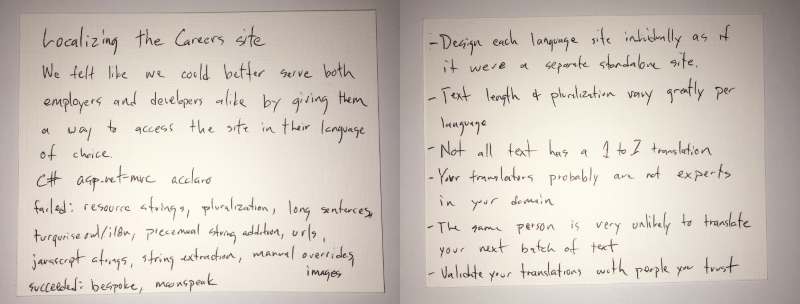 Localizing the Careers site
We felt like we could better serve both
employers and developers alike by giving them
a way to access the site in their language
of choice.
C# asp.net-mvc acclaro
failed: resource strings, pluralization, long sentences,
turquoise owl/i18n, piecemeal string addition, urls,
javascript strings, string extraction, manual overrides,
images
succeeded: bespoke, moonspeak
- Design each language site individually as if
it were a separate standalone site.
- Text length & pluralization vary greatly per
language
- Not all text has a 1 to 1 translation
- Your translators probably are not experts
in your domain
- The same person is very unlikely to translate
your next batch of text
- Validate your translations with people you trust